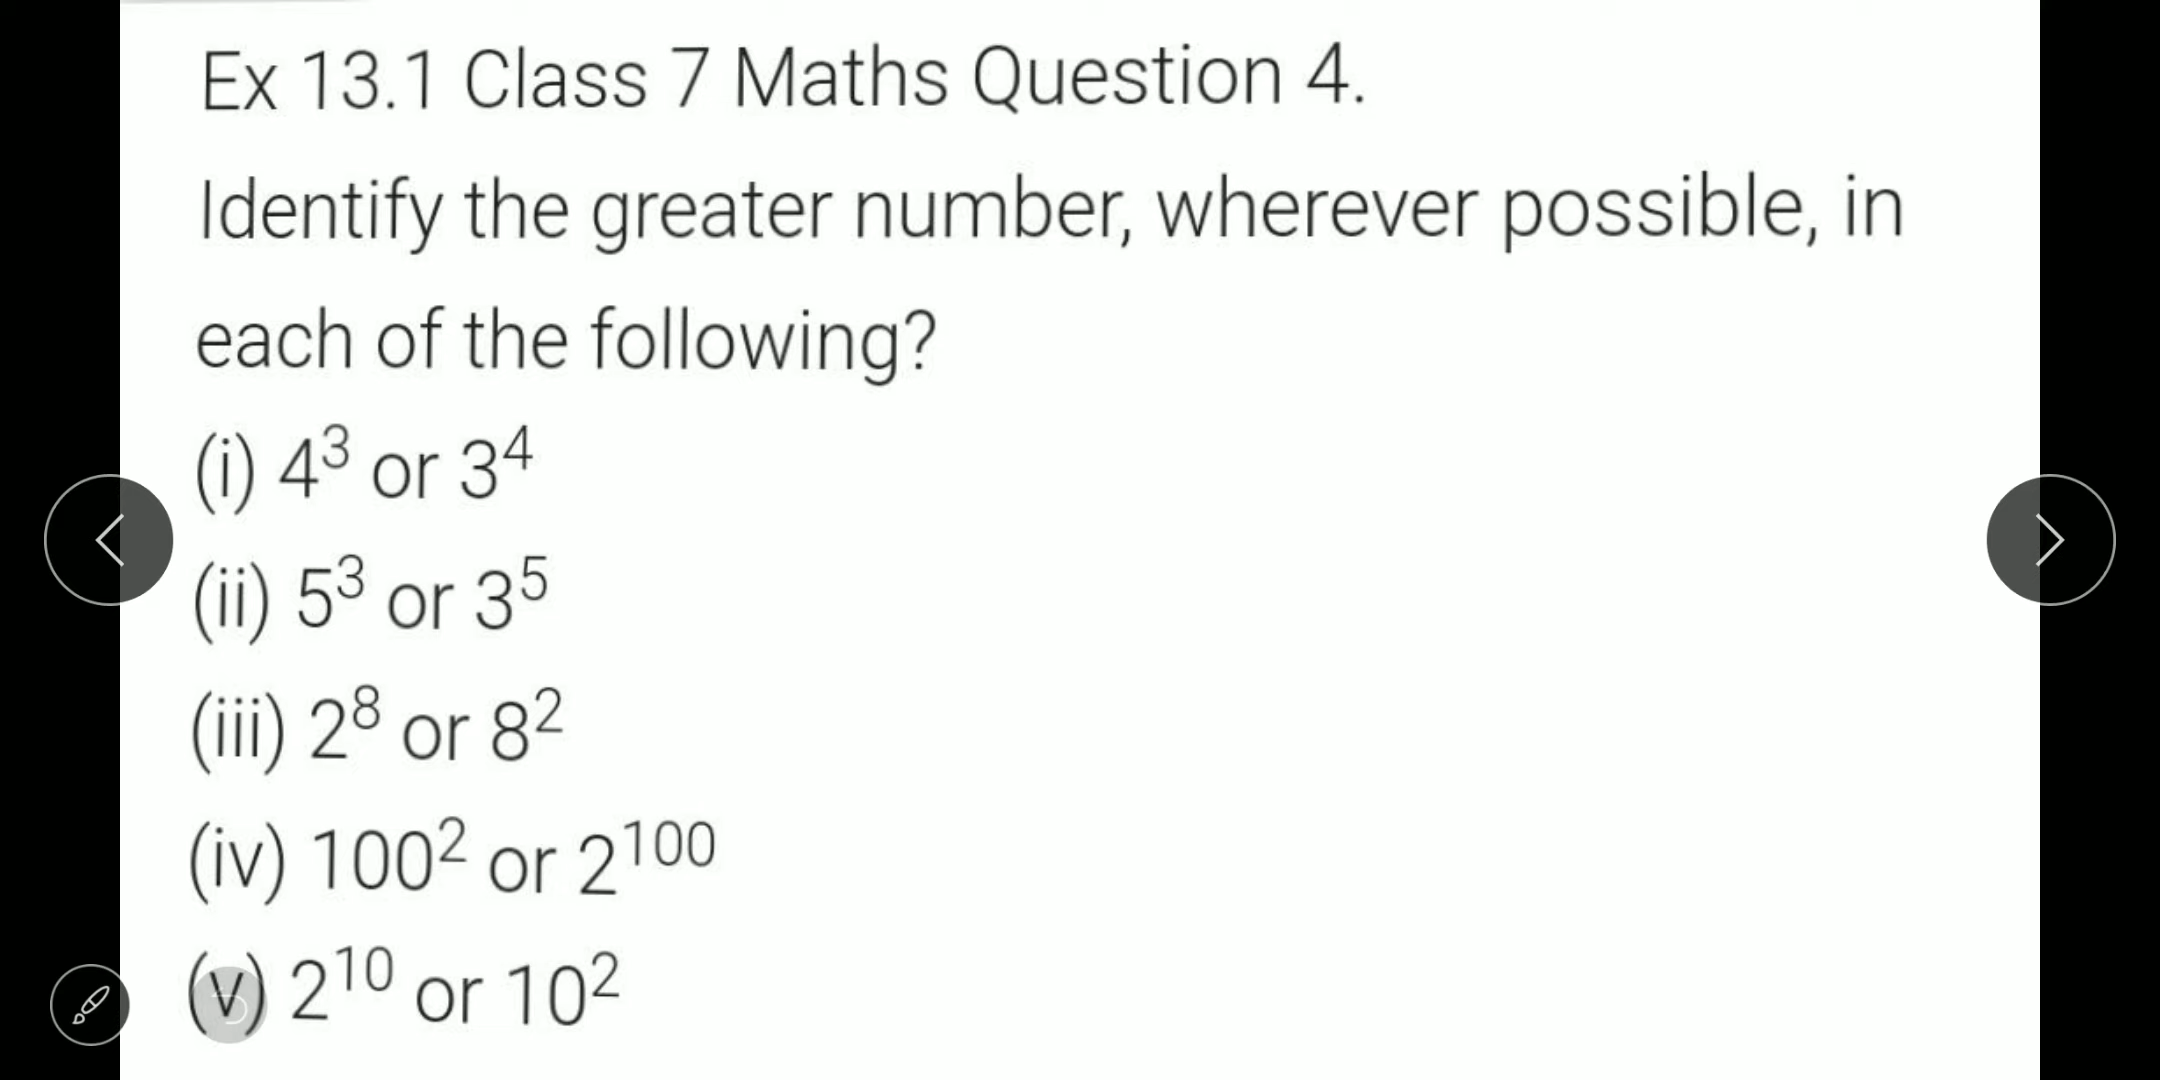 Ex 13.1 Class 7 Maths Question 4.
Identify the greater number, wherever possible, in
each of the following?
(i) 4³ or 3⁴
(ii) 5³ or 3⁵
(iii) 2⁸ or 8²
(iv) 100² or 2¹⁰⁰
(v) 2¹⁰ or 10²